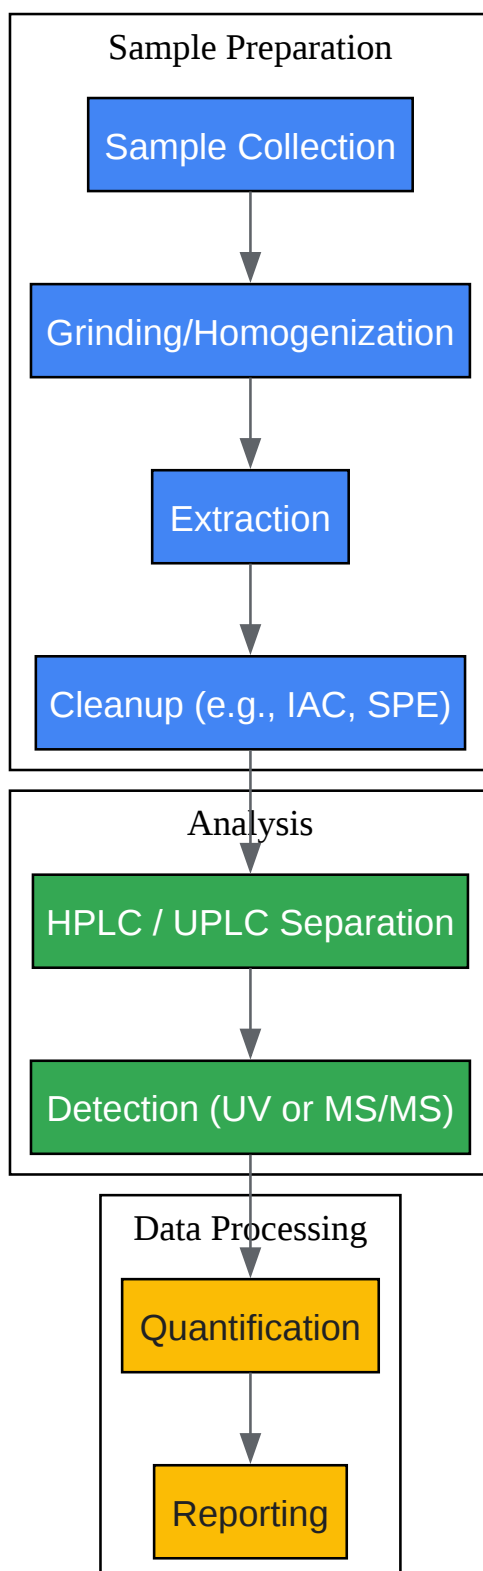 Sample Preparation
Sample Collection
Grinding/Homogenization
Extraction
Cleanup (e.g., IAC, SPE)
Analysis
HPLC / UPLC Separation
Detection (UV or MS/MS)
Data Processing
Quantification
Reporting